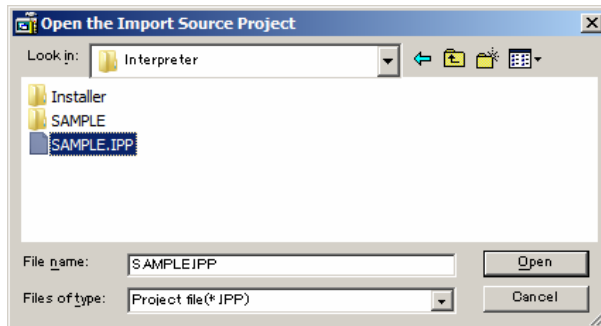 Open the Import Source Project
Look in: Interpreter
Installer
SAMPLE
SAMPLE.IPP
File name: SAMPLE.IPP Open
Files of type: Project file(*.IPP) Cancel